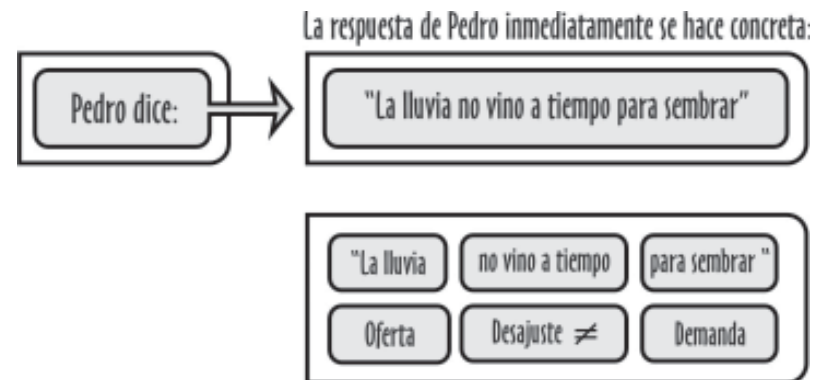 La respuesta de Pedro inmediatamente se hace concreta:
Pedro dice:
"La lluvia no vino a tiempo para sembrar"
"La lluvia
no vino a tiempo
para sembrar "
Oferta
Desajuste ≠
Demanda